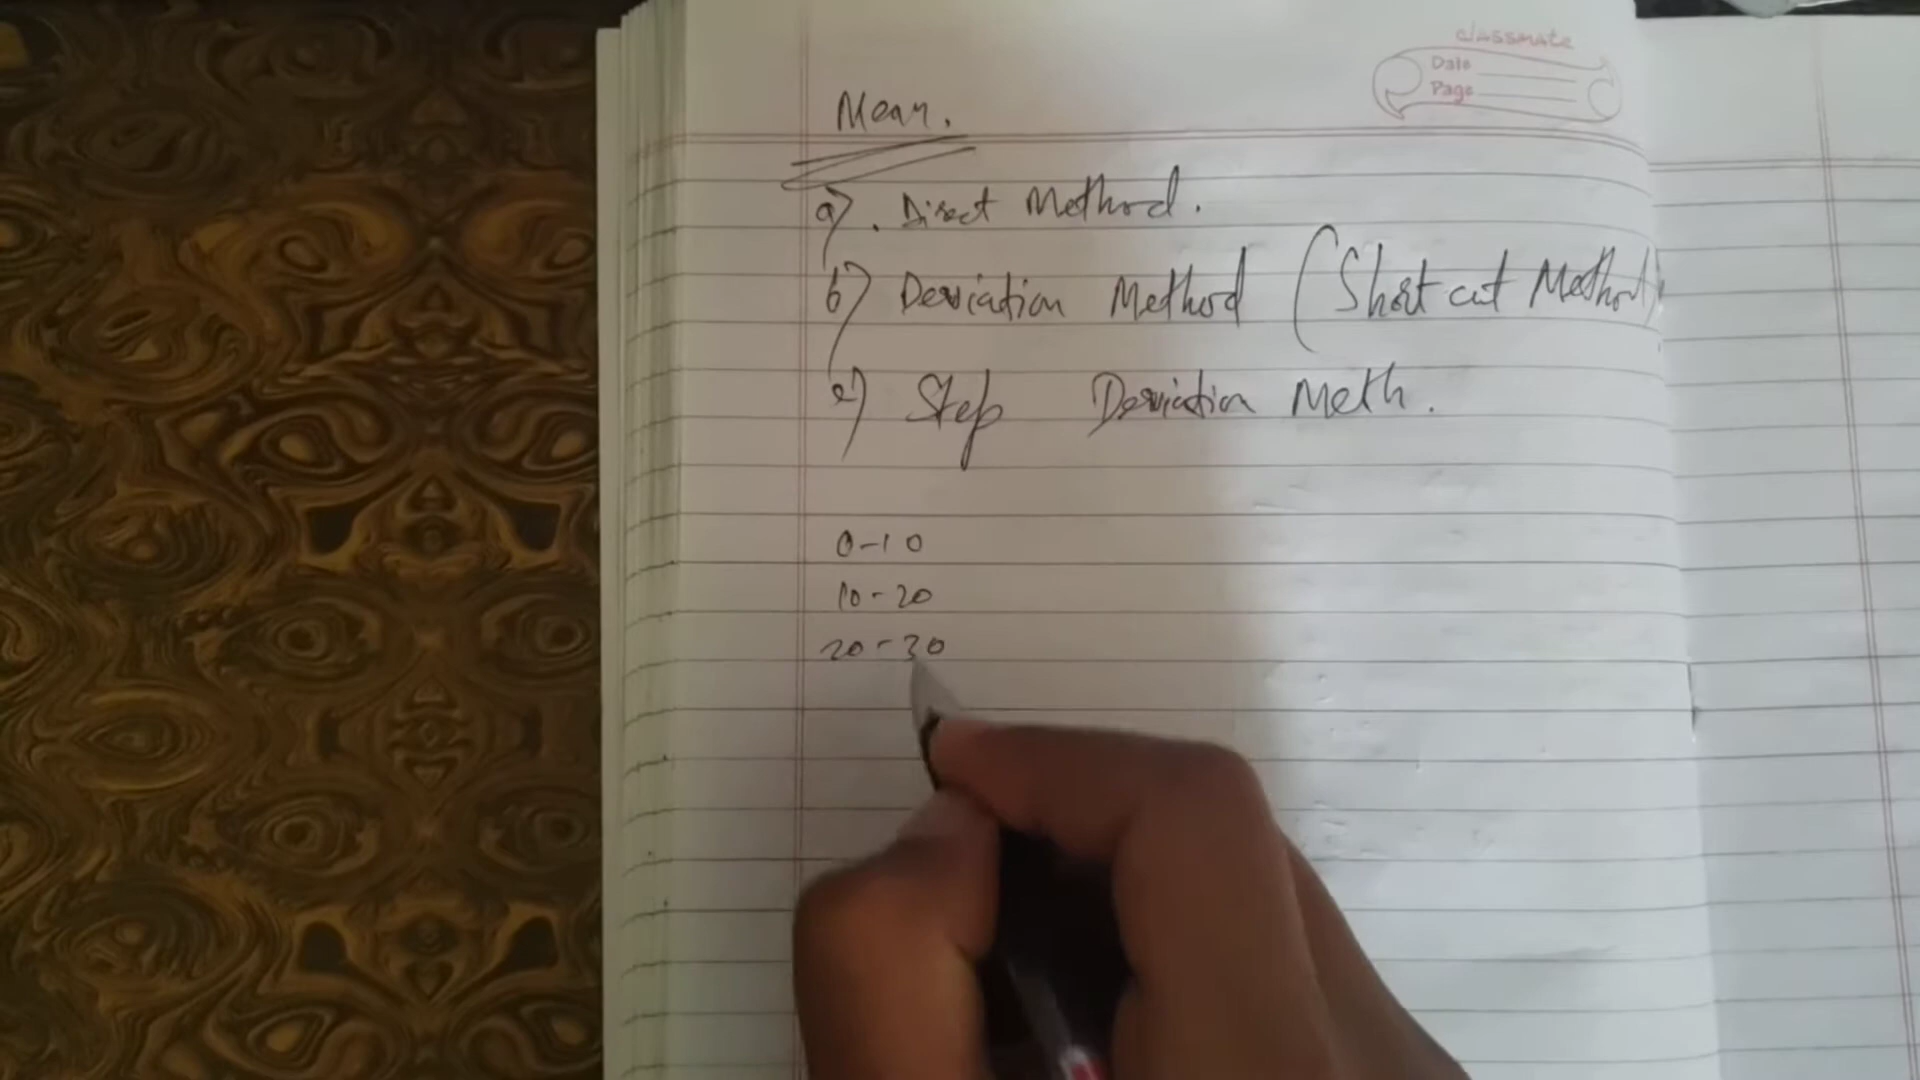 classmate
Date
Page
Mean.
a) . Direct Method.
b) Deviation Method (Short cut Method)
c) Step Deviation Meth.
0-10
10-20
20-30